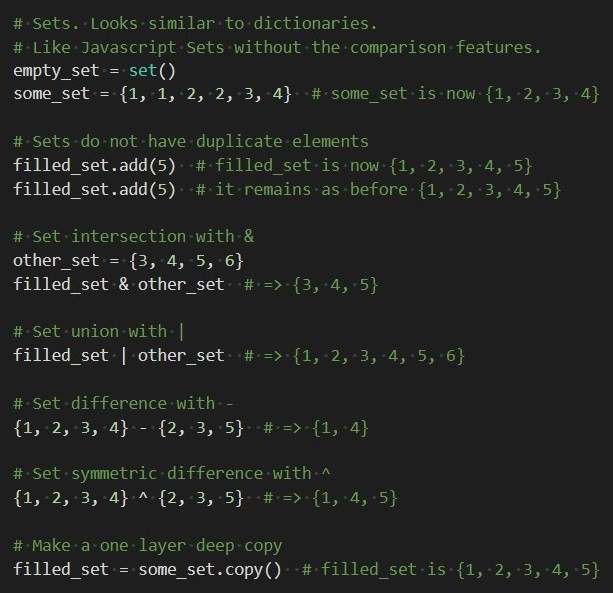 # Sets. Looks similar to dictionaries.
# Like Javascript Sets without the comparison features.
empty_set = set()
some_set = {1, 1, 2, 2, 3, 4}  # some_set is now {1, 2, 3, 4}
# Sets do not have duplicate elements
filled_set.add(5)  # filled_set is now {1, 2, 3, 4, 5}
filled_set.add(5)  # it remains as before {1, 2, 3, 4, 5}
# Set intersection with &
other_set = {3, 4, 5, 6}
filled_set & other_set  # => {3, 4, 5}
# Set union with |
filled_set | other_set  # => {1, 2, 3, 4, 5, 6}
# Set difference with -
{1, 2, 3, 4} - {2, 3, 5}  # => {1, 4}
# Set symmetric difference with ^
{1, 2, 3, 4} ^ {2, 3, 5}  # => {1, 4, 5}
# Make a one layer deep copy
filled_set = some_set.copy()  # filled_set is {1, 2, 3, 4, 5}